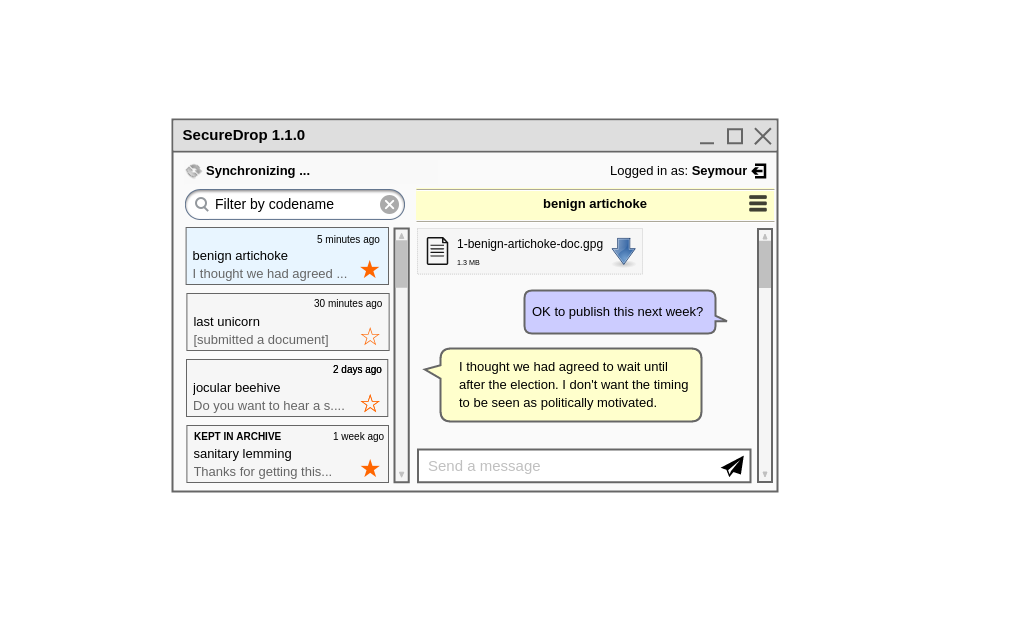 SecureDrop 1.1.0
Synchronizing ...
Logged in as: Seymour
Filter by codename
benign artichoke
5 minutes ago
benign artichoke
I thought we had agreed ...
30 minutes ago
last unicorn
[submitted a document]
2 days ago
jocular beehive
Do you want to hear a s....
KEPT IN ARCHIVE 1 week ago
sanitary lemming
Thanks for getting this...
1-benign-artichoke-doc.gpg
1.3 MB
OK to publish this next week?
I thought we had agreed to wait until
after the election. I don't want the timing
to be seen as politically motivated.
Send a message